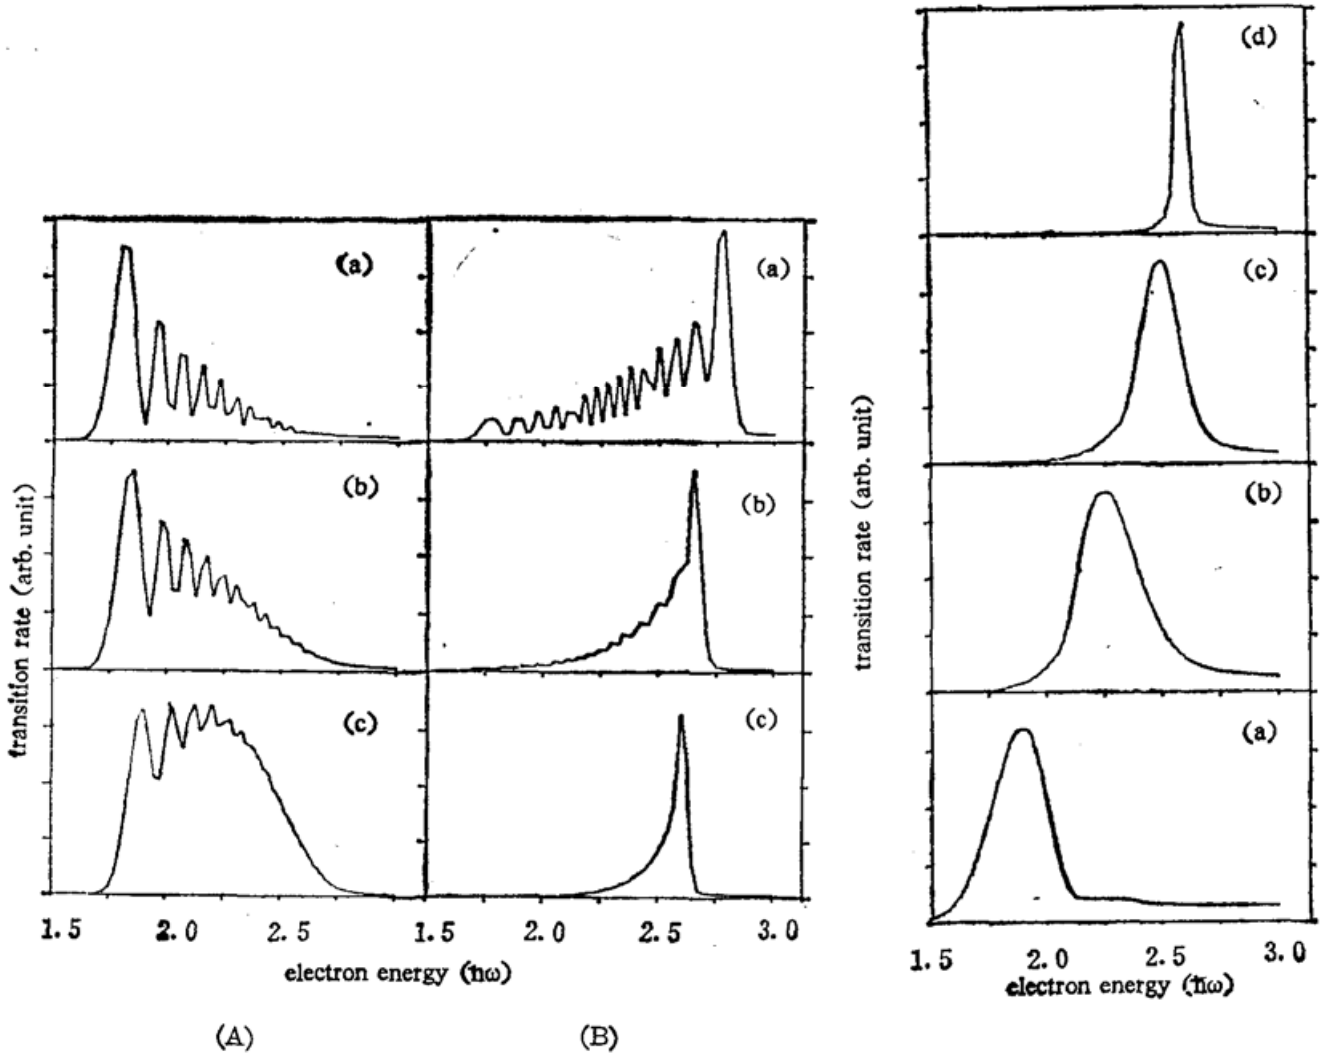 (a)
(b)
(c)
transition rate (arb. unit)
1.5
2.0
2.5
(a)
(b)
(c)
1.5
2.0
2.5
3.0
electron energy (ħω)
(A)
(B)
(d)
(c)
(b)
(a)
transition rate (arb. unit)
1.5
2.0
2.5
3.0
electron energy (ħω)